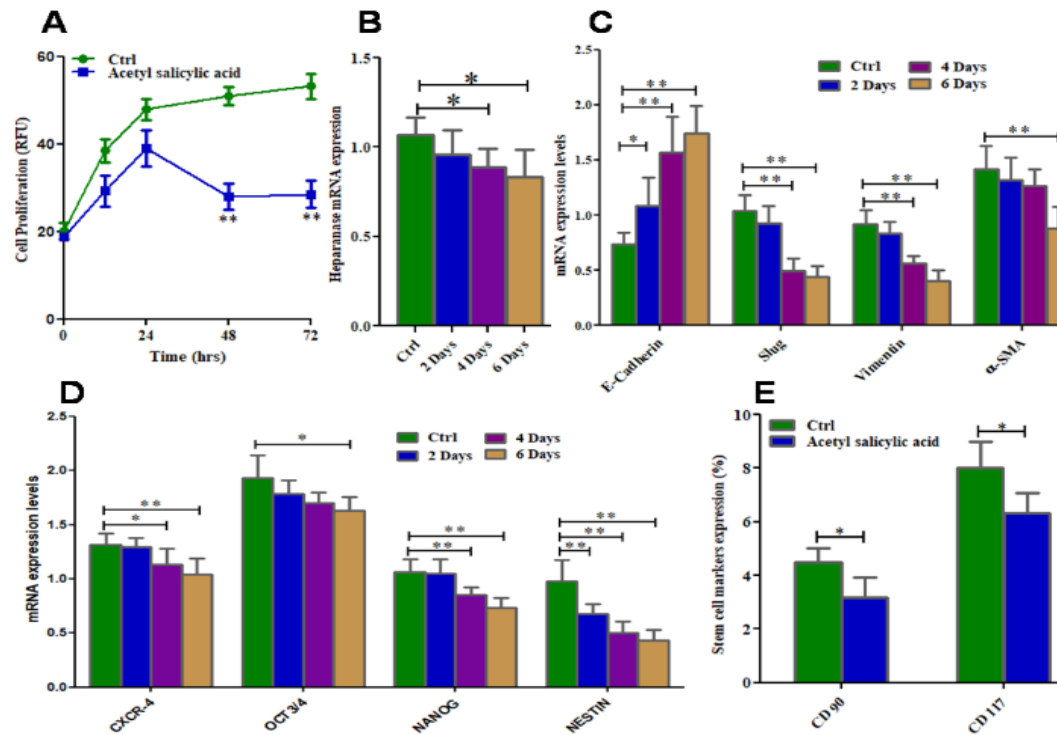 A
Ctrl
Acetyl salicylic acid
Cell Proliferation (RFU)
60
40
20
0
**
**
0 24 48 72
Time (hrs)
B
Heparanase mRNA expression
1.5
1.0
0.5
0.0
*
*
Ctrl
2 Days
4 Days
6 Days
C
mRNA expression levels
2.5
2.0
1.5
1.0
0.5
0.0
Ctrl 4 Days
2 Days 6 Days
**
**
*
**
**
**
**
**
E-Cadherin
Slug
Vimentin
α-SMA
D
mRNA expression levels
2.5
2.0
1.5
1.0
0.5
0.0
Ctrl 4 Days
2 Days 6 Days
**
*
*
**
**
**
**
**
CXCR-4
OCT3/4
NANOG
NESTIN
E
Stem cell markers expression (%)
10
8
6
4
2
0
Ctrl
Acetyl salicylic acid
*
*
CD 90
CD 117